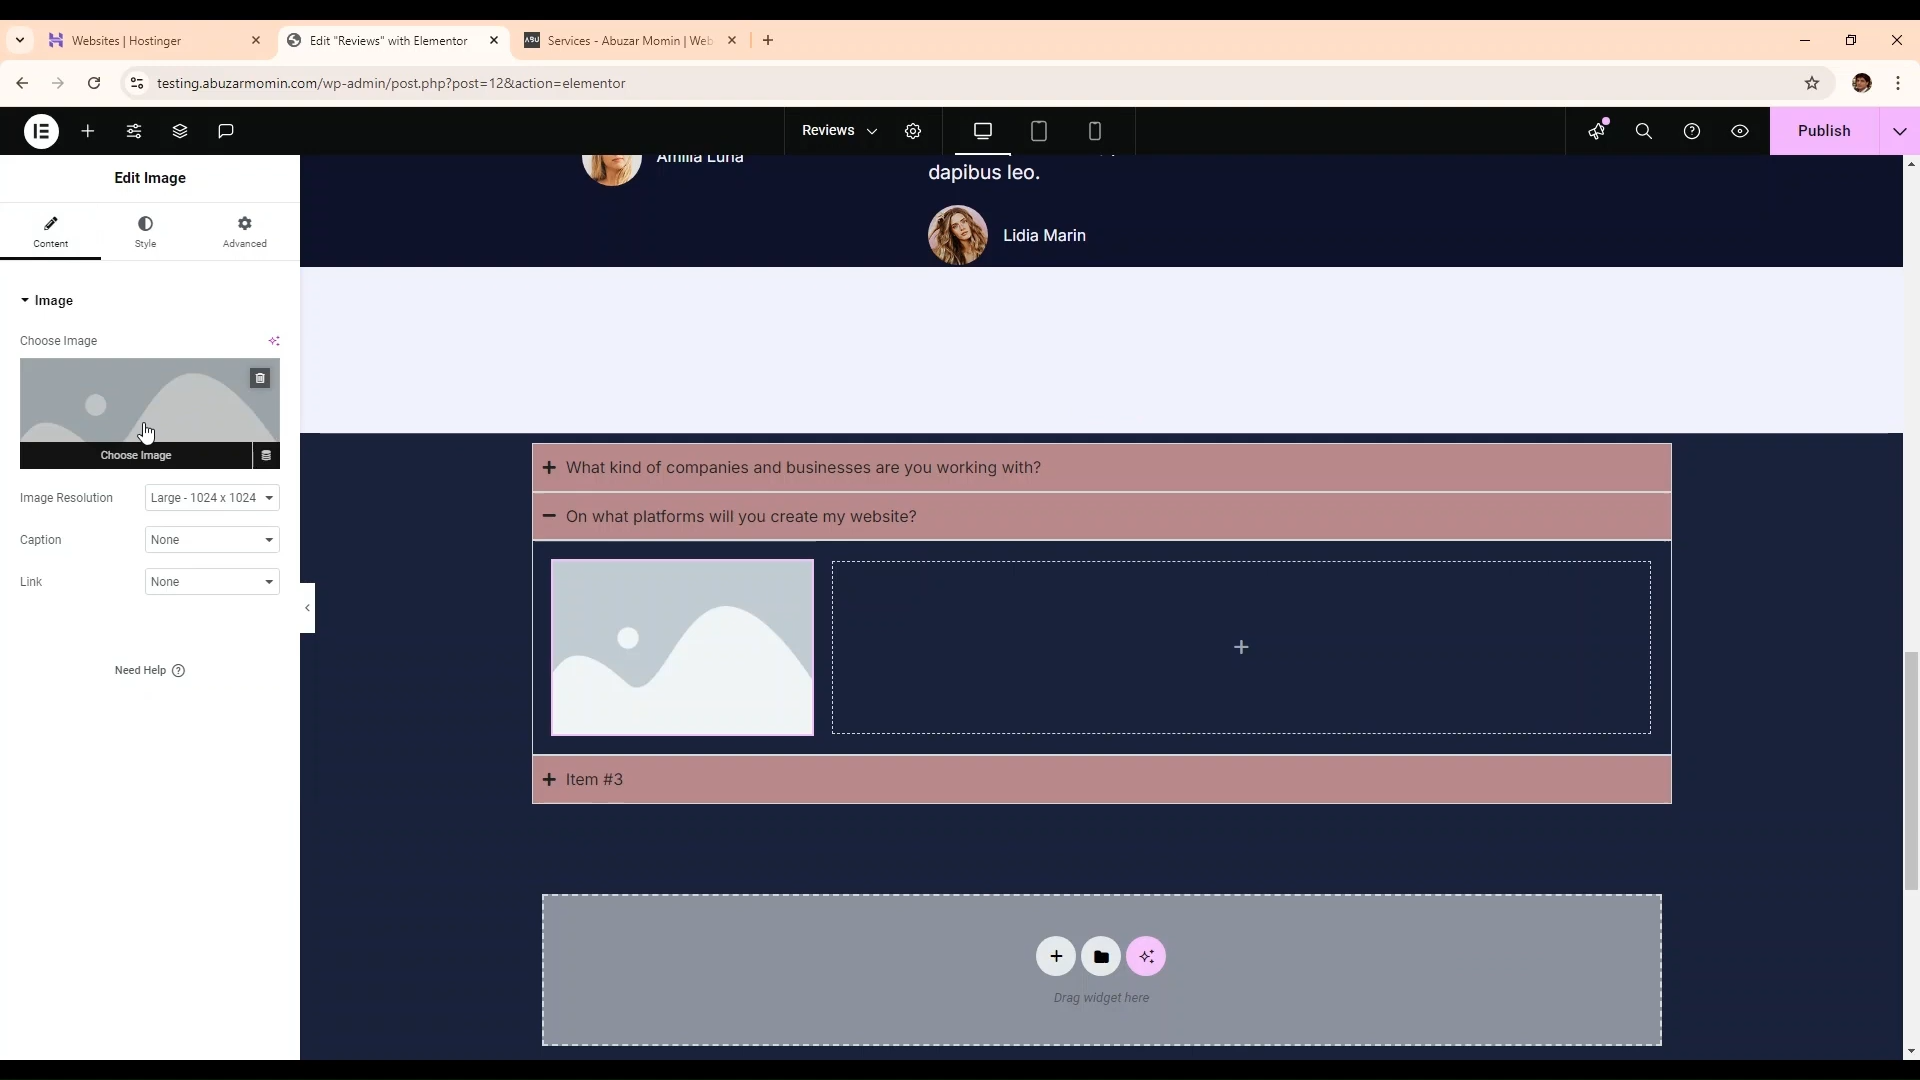 Websites | Hostinger
Edit "Reviews" with Elementor
ABU
Services - Abuzar Momin | Web
testing.abuzarmomin.com/wp-admin/post.php?post=12&action=elementor
Reviews
Publish
Edit Image
Content
Style
Advanced
Image
Choose Image
Choose Image
Image Resolution
Large - 1024 x 1024
Caption
None
Link
None
Need Help
Amilia Luna
dapibus leo.
Lidia Marin
What kind of companies and businesses are you working with?
On what platforms will you create my website?
Item #3
Drag widget here